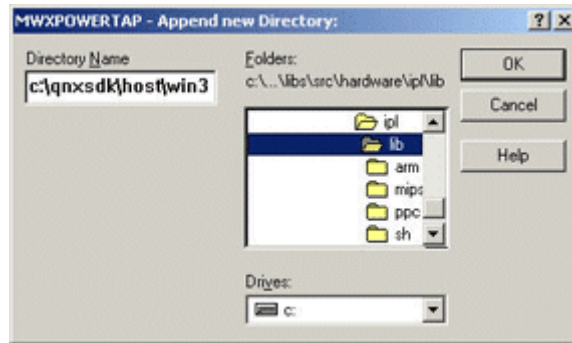 MWXPOWERTAP - Append new Directory:
Directory Name
c:\qnxsdk\host\win3
Folders:
c:\...\libs\src\hardware\ipl\lib
ipl
lib
arm
mips
ppc
sh
Drives:
c:
OK
Cancel
Help